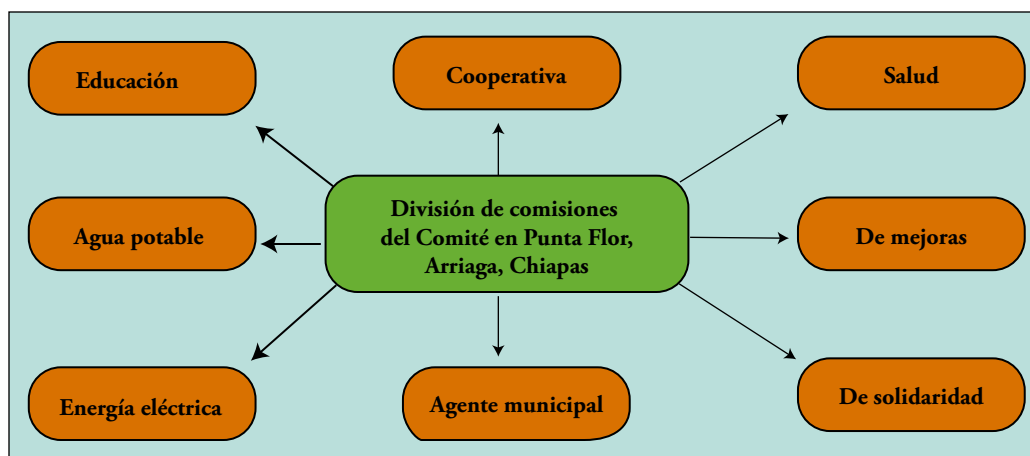 Educación
Cooperativa
Salud
División de comisiones
del Comité en Punta Flor,
Arriaga, Chiapas
Agua potable
De mejoras
Energía eléctrica
Agente municipal
De solidaridad